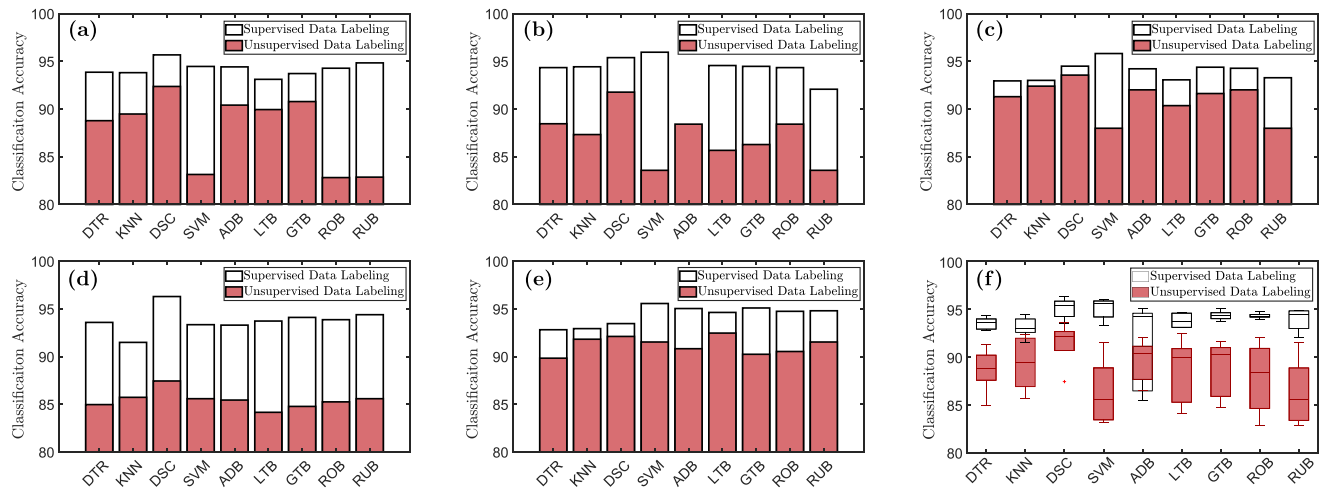 (a)
Supervised Data Labeling
Unsupervised Data Labeling
Classificaiton Accuracy
100
95
90
85
80
DTR KNN DSC SVM ADB LTB GTB ROB RUB
(b)
Supervised Data Labeling
Unsupervised Data Labeling
Classificaiton Accuracy
100
95
90
85
80
DTR KNN DSC SVM ADB LTB GTB ROB RUB
(c)
Supervised Data Labeling
Unsupervised Data Labeling
Classificaiton Accuracy
100
95
90
85
80
DTR KNN DSC SVM ADB LTB GTB ROB RUB
(d)
Supervised Data Labeling
Unsupervised Data Labeling
Classificaiton Accuracy
100
95
90
85
80
DTR KNN DSC SVM ADB LTB GTB ROB RUB
(e)
Supervised Data Labeling
Unsupervised Data Labeling
Classificaiton Accuracy
100
95
90
85
80
DTR KNN DSC SVM ADB LTB GTB ROB RUB
(f)
Supervised Data Labeling
Unsupervised Data Labeling
Classificaiton Accuracy
100
95
90
85
80
DTR KNN DSC SVM ADB LTB GTB ROB RUB